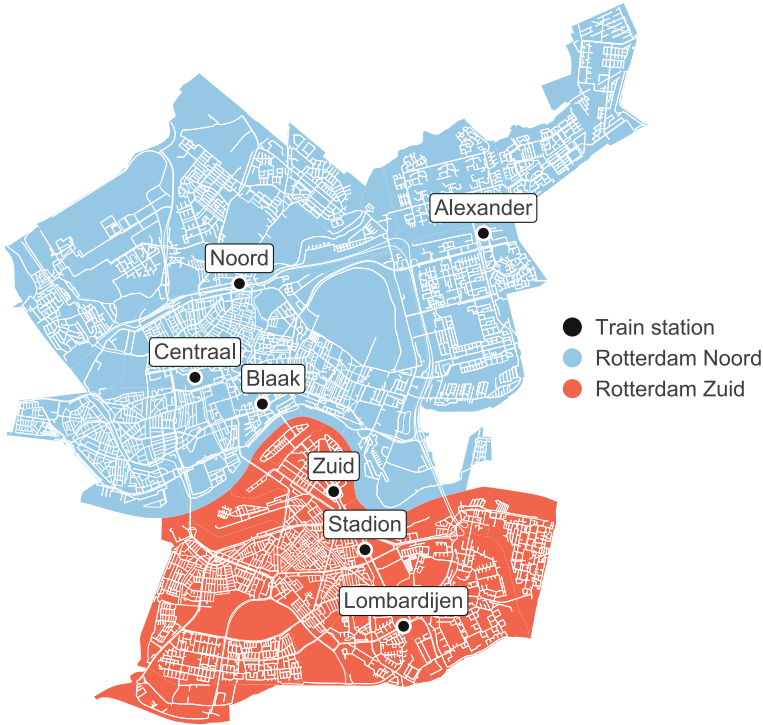 Alexander
Noord
Centraal
Blaak
Zuid
Stadion
Lombardijen
Train station
Rotterdam Noord
Rotterdam Zuid